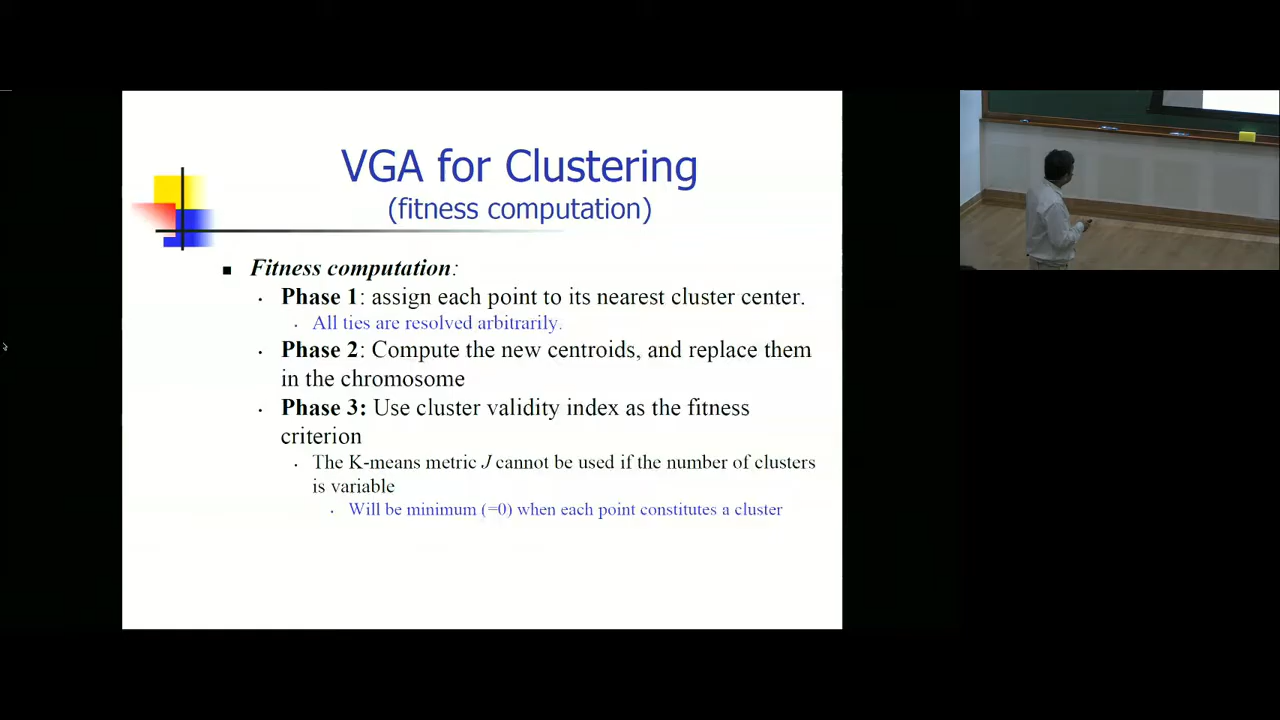 VGA for Clustering
(fitness computation)
Fitness computation:
Phase 1: assign each point to its nearest cluster center.
All ties are resolved arbitrarily.
Phase 2: Compute the new centroids, and replace them
in the chromosome
Phase 3: Use cluster validity index as the fitness
criterion
The K-means metric J cannot be used if the number of clusters
is variable
Will be minimum (=0) when each point constitutes a cluster